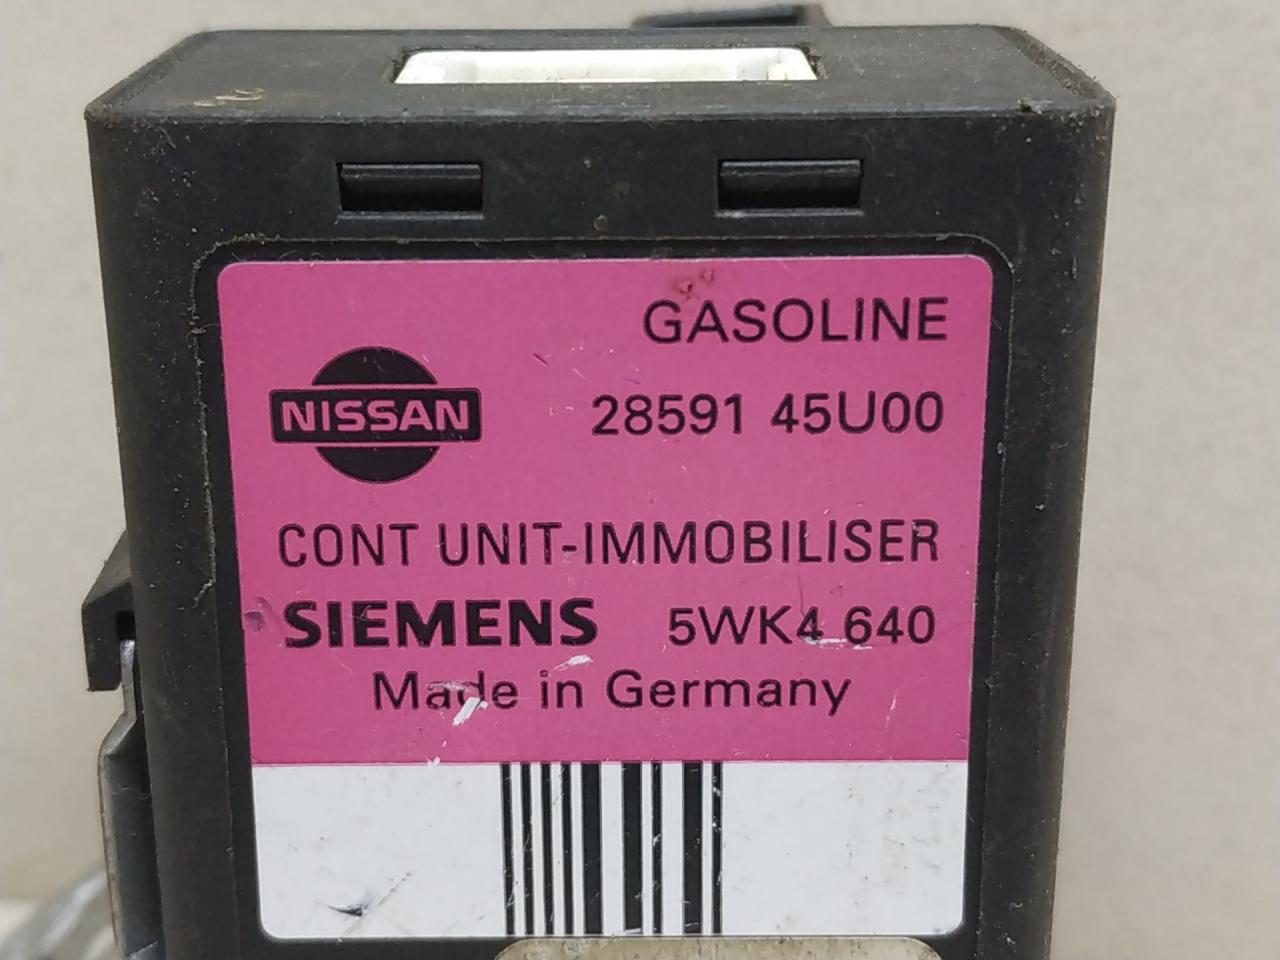 GASOLINE
NISSAN
28591 45U00
CONT UNIT-IMMOBILISER
SIEMENS 5WK4 640
Made in Germany